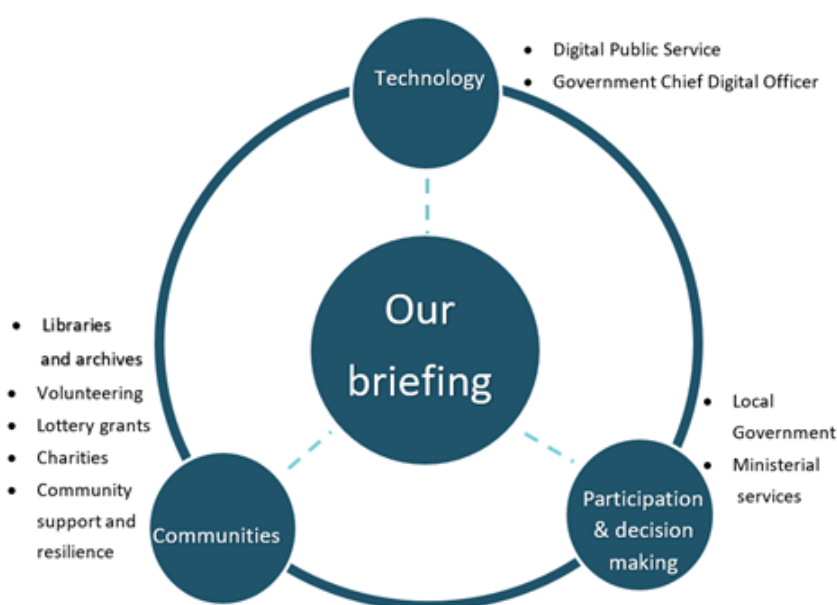 Technology
• Digital Public Service
• Government Chief Digital Officer
Our
briefing
• Libraries
and archives
• Volunteering
• Lottery grants
• Charities
• Community
support and
resilience
Communities
• Local
Government
• Ministerial
services
Participation
& decision
making